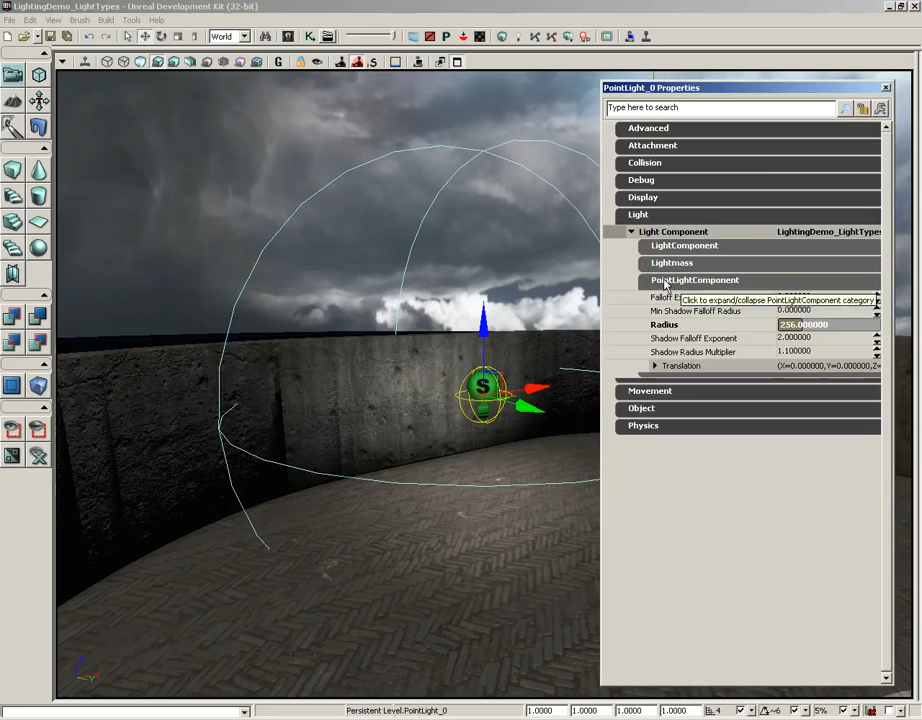 LightingDemo_LightTypes - Unreal Development Kit (32-bit)
File Edit View Brush Build Tools Help
World
PointLight_0 Properties
Type here to search
Advanced
Attachment
Collision
Debug
Display
Light
Light Component LightingDemo_LightTypes
LightComponent
Lightmass
PointLightComponent
Click to expand/collapse PointLightComponent category
Falloff
Min Shadow Falloff Radius 0.000000
Radius 256.000000
Shadow Falloff Exponent 2.000000
Shadow Radius Multiplier 1.100000
Translation (X=0.000000,Y=0.000000,Z=
Movement
Object
Physics
S
Persistent Level.PointLight_0 1.0000 1.0000 1.0000 1.0000 4 ~6 5%